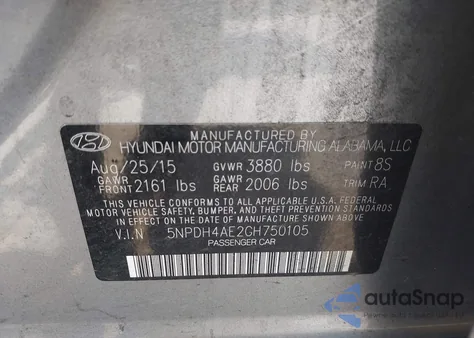 MANUFACTURED BY
HYUNDAI MOTOR MANUFACTURING ALABAMA, LLC
Aug/25/15 GVWR 3880 lbs PAINT 8S
GAWR FRONT 2161 lbs GAWR REAR 2006 lbs TRIM RA
THIS VEHICLE CONFORMS TO ALL APPLICABLE U.S. FEDERAL
MOTOR VEHICLE SAFETY, BUMPER, AND THEFT PREVENTION STANDARDS
IN EFFECT ON THE DATE OF MANUFACTURE SHOWN ABOVE.
V.I.N 5NPDH4AE2GH750105
PASSENGER CAR
autoSnap